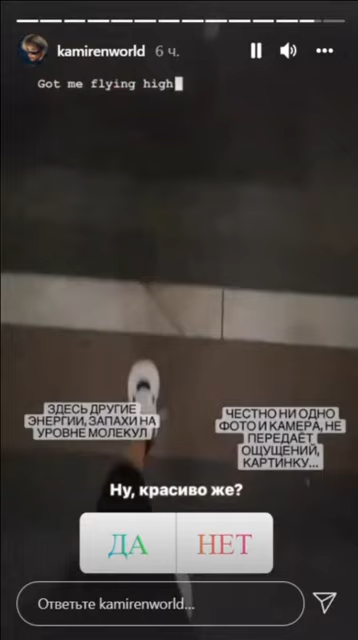 kamirenworld 6 ч.
Got me flying high
ЗДЕСЬ ДРУГИЕ
ЭНЕРГИИ, ЗАПАХИ НА
УРОВНЕ МОЛЕКУЛ
ЧЕСТНО НИ ОДНО
ФОТО И КАМЕРА, НЕ
ПЕРЕДАЁТ
ОЩУЩЕНИЙ,
КАРТИНКУ...
Ну, красиво же?
ДА НЕТ
Ответьте kamirenworld...